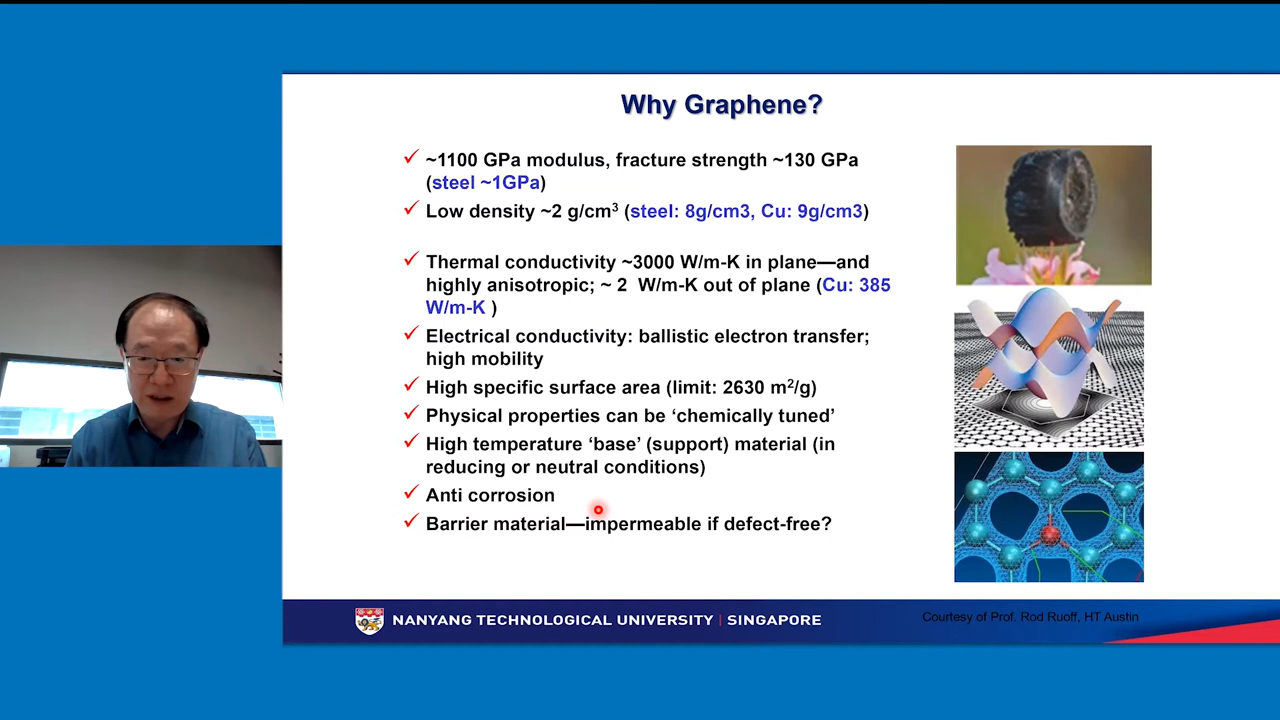 Why Graphene?
~1100 GPa modulus, fracture strength ~130 GPa
(steel ~1GPa)
Low density ~2 g/cm³ (steel: 8g/cm3, Cu: 9g/cm3)
Thermal conductivity ~3000 W/m-K in plane—and
highly anisotropic; ~ 2 W/m-K out of plane (Cu: 385
W/m-K )
Electrical conductivity: ballistic electron transfer;
high mobility
High specific surface area (limit: 2630 m²/g)
Physical properties can be ‘chemically tuned’
High temperature ‘base’ (support) material (in
reducing or neutral conditions)
Anti corrosion
Barrier material—impermeable if defect-free?
NANYANG TECHNOLOGICAL UNIVERSITY | SINGAPORE
Courtesy of Prof. Rod Ruoff, HT Austin